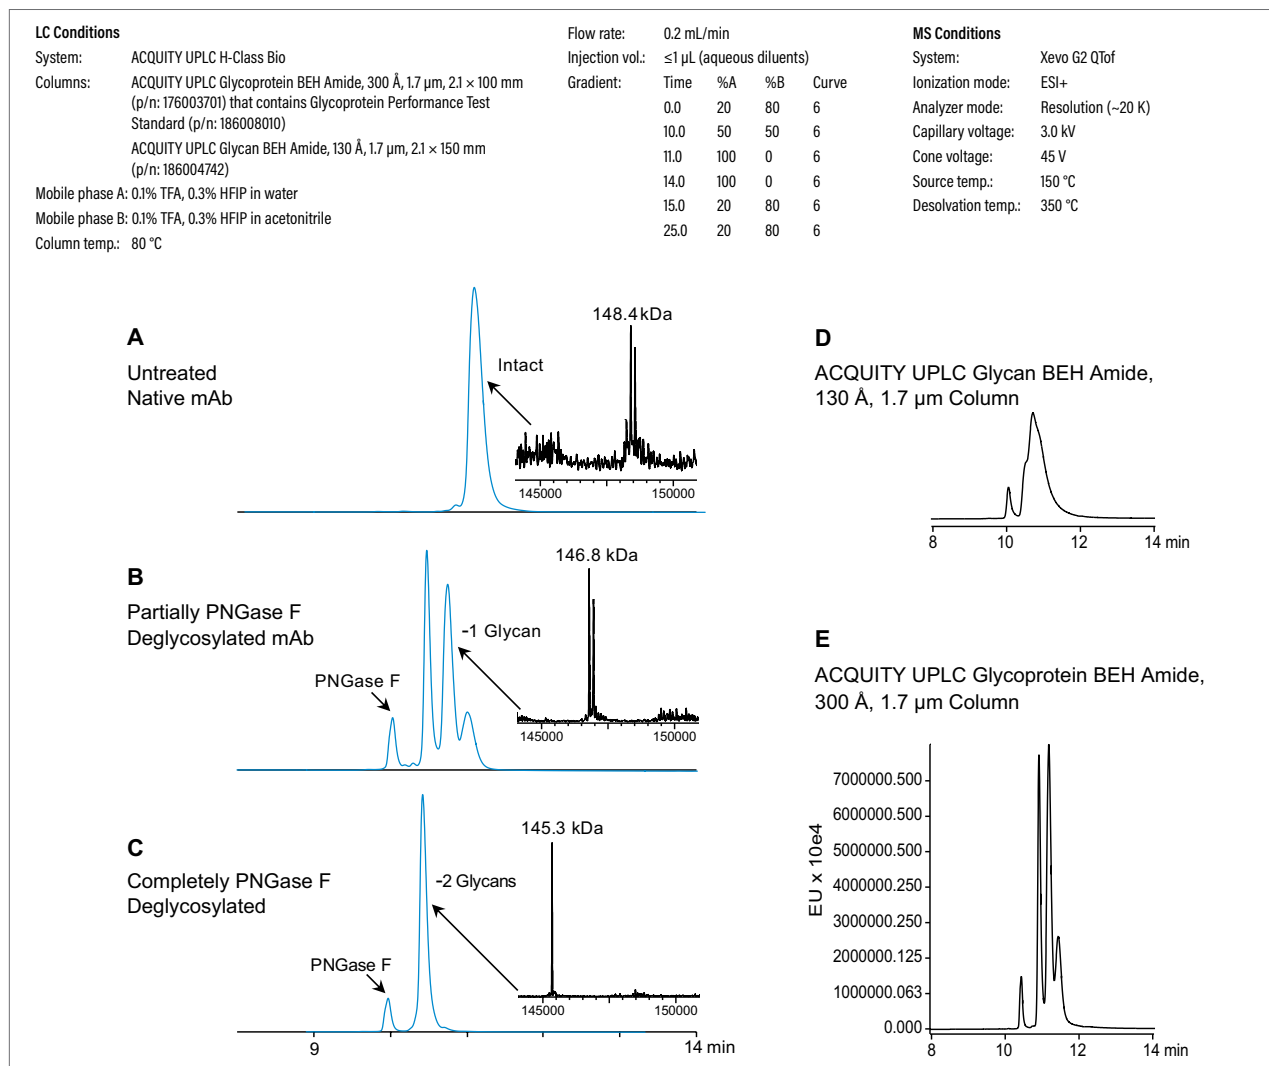 LC Conditions
System: ACQUITY UPLC H-Class Bio
Columns: ACQUITY UPLC Glycoprotein BEH Amide, 300 Å, 1.7 µm, 2.1 × 100 mm
(p/n: 176003701) that contains Glycoprotein Performance Test
Standard (p/n: 186008010)
ACQUITY UPLC Glycan BEH Amide, 130 Å, 1.7 µm, 2.1 × 150 mm
(p/n: 186004742)
Mobile phase A: 0.1% TFA, 0.3% HFIP in water
Mobile phase B: 0.1% TFA, 0.3% HFIP in acetonitrile
Column temp.: 80 °C
Flow rate: 0.2 mL/min
Injection vol.: ≤1 µL (aqueous diluents)
Gradient: Time %A %B Curve
0.0 20 80 6
10.0 50 50 6
11.0 100 0 6
14.0 100 0 6
15.0 20 80 6
25.0 20 80 6
MS Conditions
System: Xevo G2 QTof
Ionization mode: ESI+
Analyzer mode: Resolution (~20 K)
Capillary voltage: 3.0 kV
Cone voltage: 45 V
Source temp.: 150 °C
Desolvation temp.: 350 °C
A
Untreated
Native mAb
Intact
148.4 kDa
145000 150000
B
Partially PNGase F
Deglycosylated mAb
PNGase F
-1 Glycan
146.8 kDa
145000 150000
C
Completely PNGase F
Deglycosylated
PNGase F
-2 Glycans
145.3 kDa
145000 150000
9 14 min
D
ACQUITY UPLC Glycan BEH Amide,
130 Å, 1.7 µm Column
8 10 12 14 min
E
ACQUITY UPLC Glycoprotein BEH Amide,
300 Å, 1.7 µm Column
EU x 10e4
7000000.500
6000000.500
5000000.500
4000000.250
3000000.250
2000000.125
1000000.063
0.000
8 10 12 14 min